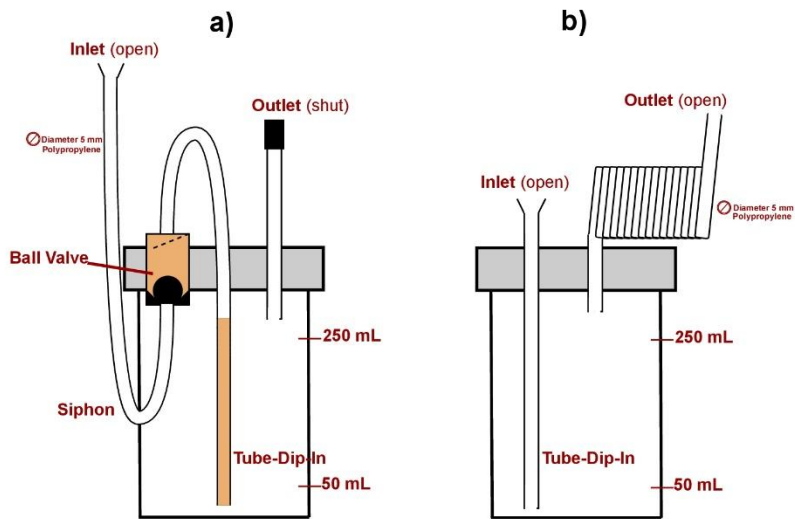 a)
Inlet (open)
Outlet (shut)
Diameter 5 mm
Polypropylene
Ball Valve
250 mL
Siphon
Tube-Dip-In
50 mL
b)
Outlet (open)
Inlet (open)
Diameter 5 mm
Polypropylene
250 mL
Tube-Dip-In
50 mL